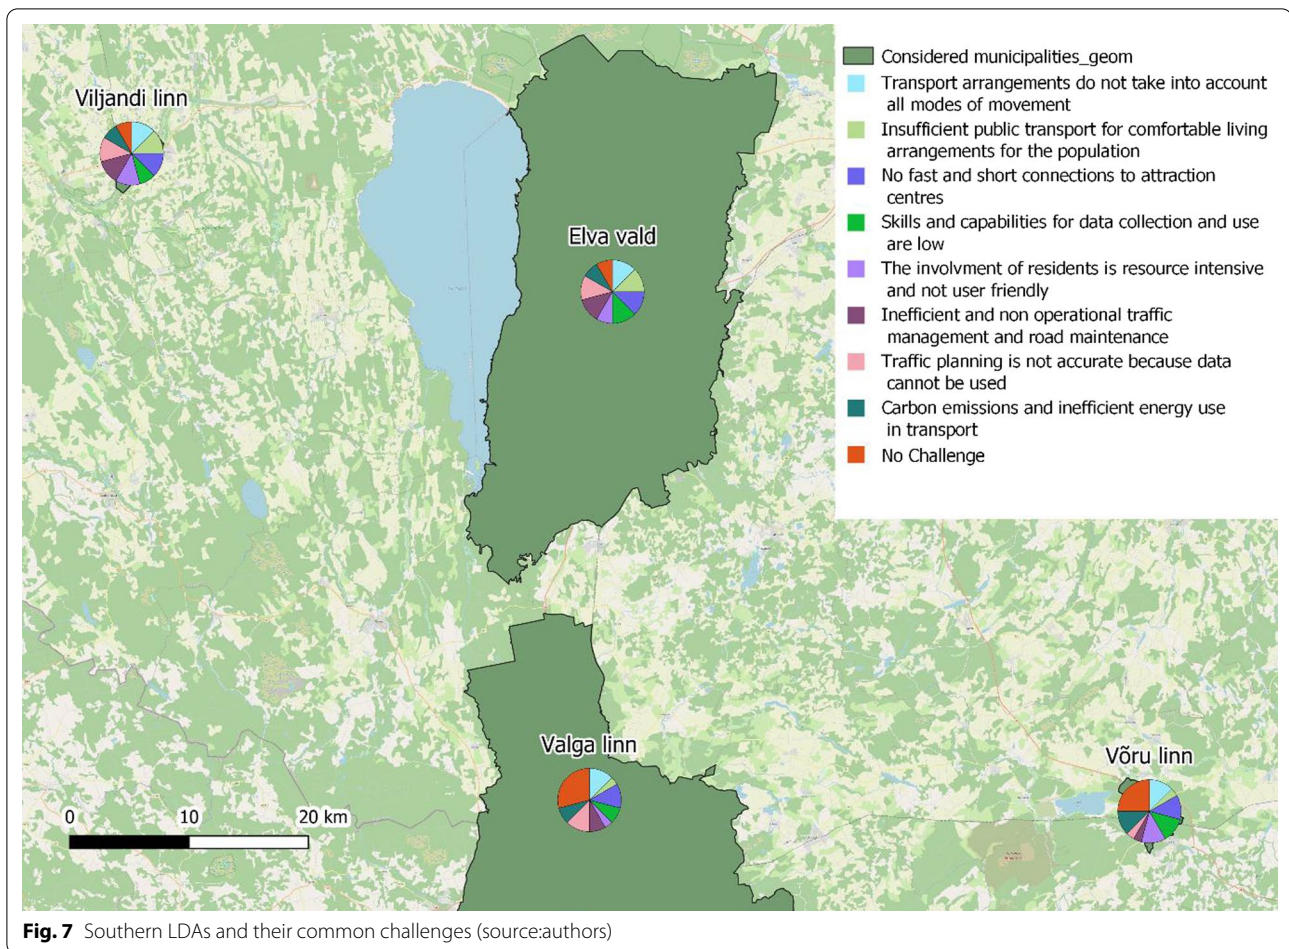 Viljandi linn
Elva vald
Valga linn
Võru linn
0 10 20 km
Considered municipalities_geom
Transport arrangements do not take into account
all modes of movement
Insufficient public transport for comfortable living
arrangements for the population
No fast and short connections to attraction
centres
Skills and capabilities for data collection and use
are low
The involvment of residents is resource intensive
and not user friendly
Inefficient and non operational traffic
management and road maintenance
Traffic planning is not accurate because data
cannot be used
Carbon emissions and inefficient energy use
in transport
No Challenge
Fig. 7 Southern LDAs and their common challenges (source:authors)